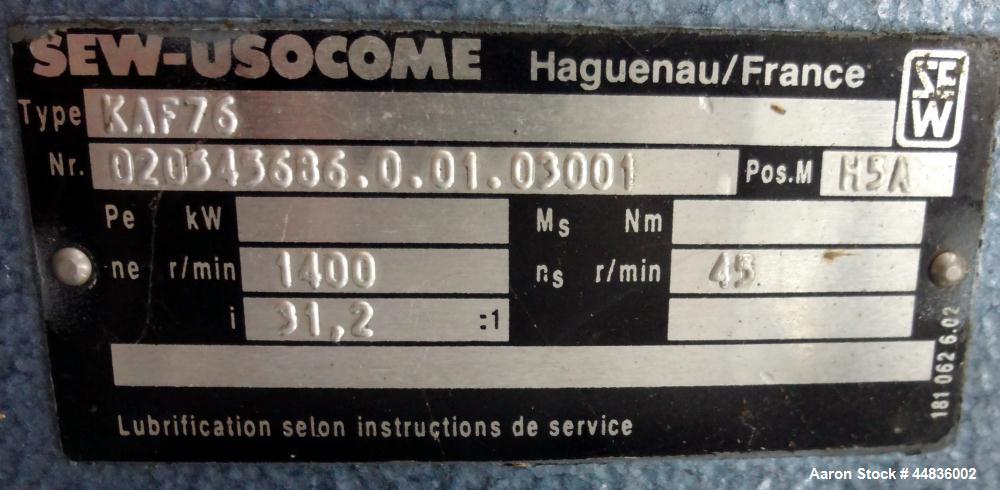 SEW-USOCOME Haguenau/France SEW
Type KAF76
Nr. 020343686.0.01.03001 Pos.M H5A
Pe kW Ms Nm
ne r/min 1400 ns r/min 45
i 31,2 :1
181 062 6.02
Lubrification selon instructions de service
Aaron Stock # 44836002